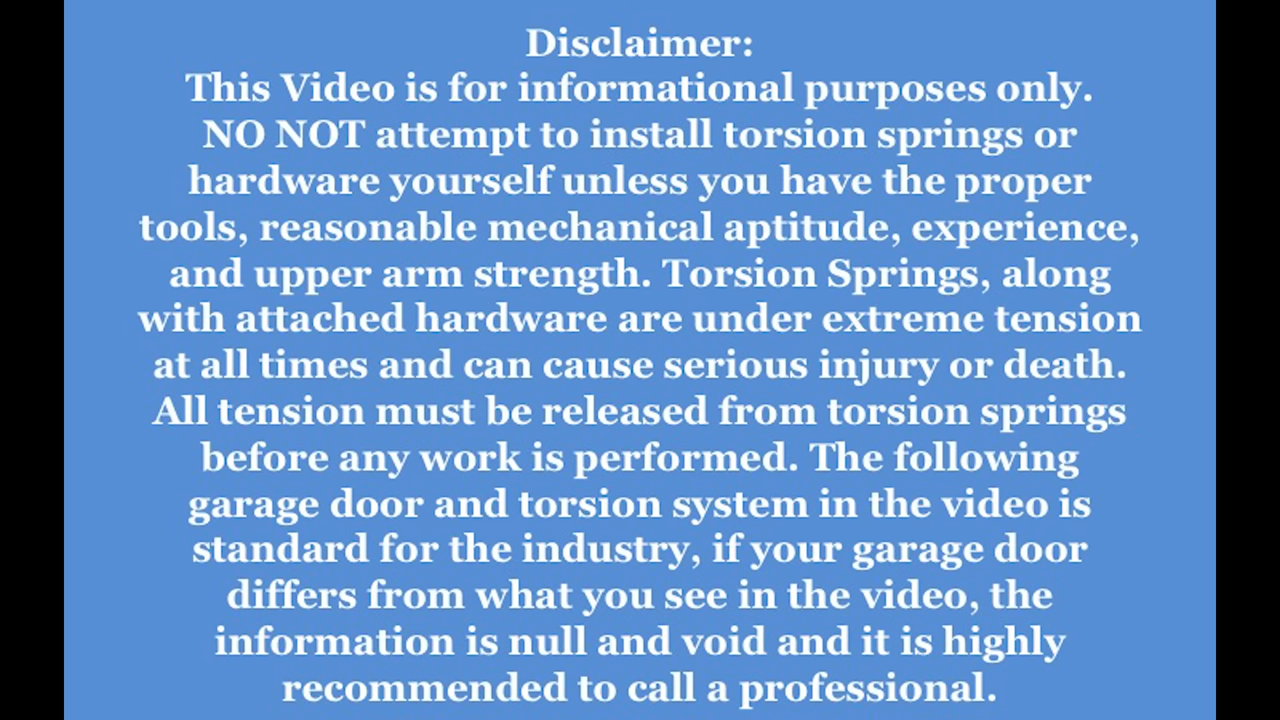 Disclaimer:
This Video is for informational purposes only.
NO NOT attempt to install torsion springs or
hardware yourself unless you have the proper
tools, reasonable mechanical aptitude, experience,
and upper arm strength. Torsion Springs, along
with attached hardware are under extreme tension
at all times and can cause serious injury or death.
All tension must be released from torsion springs
before any work is performed. The following
garage door and torsion system in the video is
standard for the industry, if your garage door
differs from what you see in the video, the
information is null and void and it is highly
recommended to call a professional.